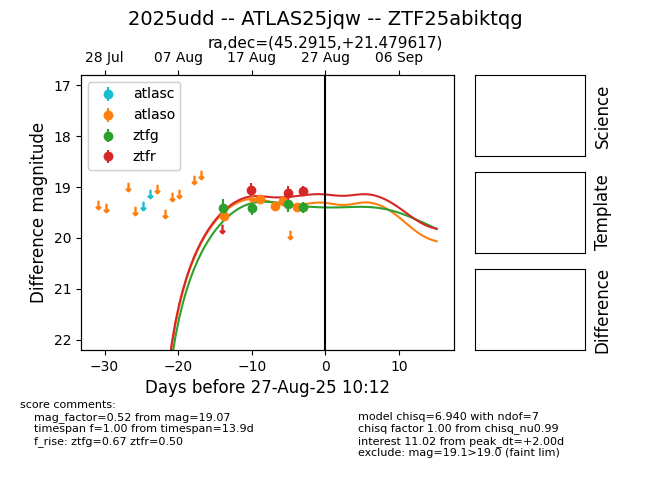 2025udd -- ATLAS25jqw -- ZTF25abiktqg
ra,dec=(45.2915,+21.479617)
28 Jul 07 Aug 17 Aug 27 Aug 06 Sep
atlasc
atlaso
ztfg
ztfr
17
18
19
20
21
22
Difference magnitude
−30 −20 −10 0 10
Days before 27-Aug-25 10:12
Science
Template
Difference
score comments:
mag_factor=0.52 from mag=19.07
timespan f=1.00 from timespan=13.9d
f_rise: ztfg=0.67 ztfr=0.50
model chisq=6.940 with ndof=7
chisq factor 1.00 from chisq_nu0.99
interest 11.02 from peak_dt=+2.00d
exclude: mag=19.1>19.0 (faint lim)